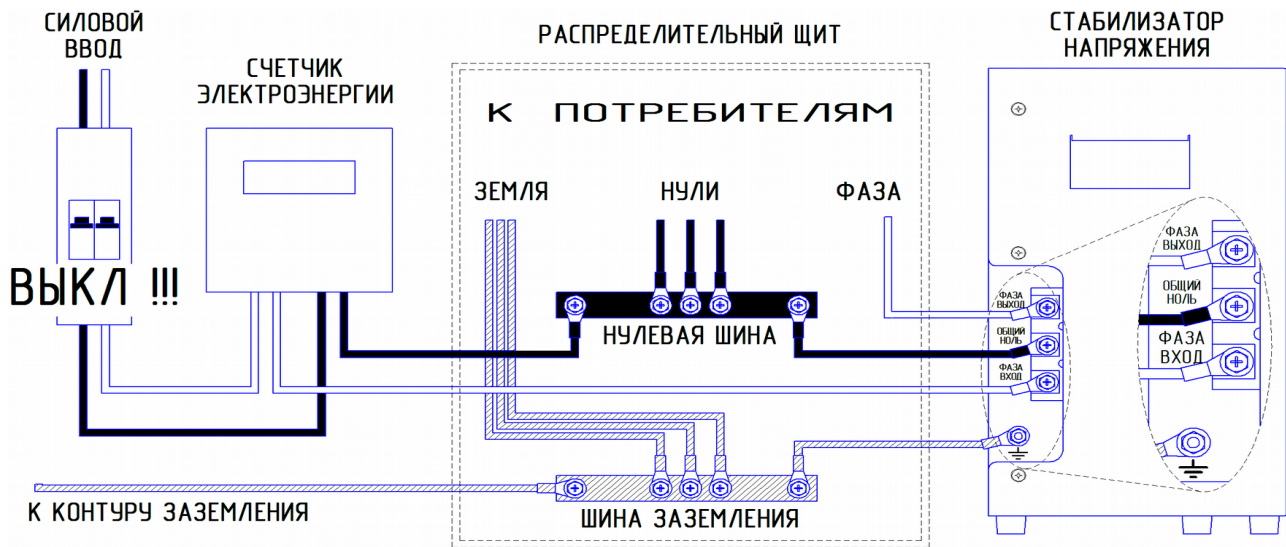 СИЛОВОЙ
ВВОД
СЧЕТЧИК
ЭЛЕКТРОЭНЕРГИИ
РАСПРЕДЕЛИТЕЛЬНЫЙ ЩИТ
СТАБИЛИЗАТОР
НАПРЯЖЕНИЯ
К ПОТРЕБИТЕЛЯМ
ЗЕМЛЯ
НУЛИ
ФАЗА
ВЫКЛ !!!
НУЛЕВАЯ ШИНА
ФАЗА
ВЫХОД
ОБЩИЙ
НОЛЬ
ФАЗА
ВХОД
ФАЗА
ВЫХОД
ОБЩИЙ
НОЛЬ
ФАЗА
ВХОД
К КОНТУРУ ЗАЗЕМЛЕНИЯ
ШИНА ЗАЗЕМЛЕНИЯ